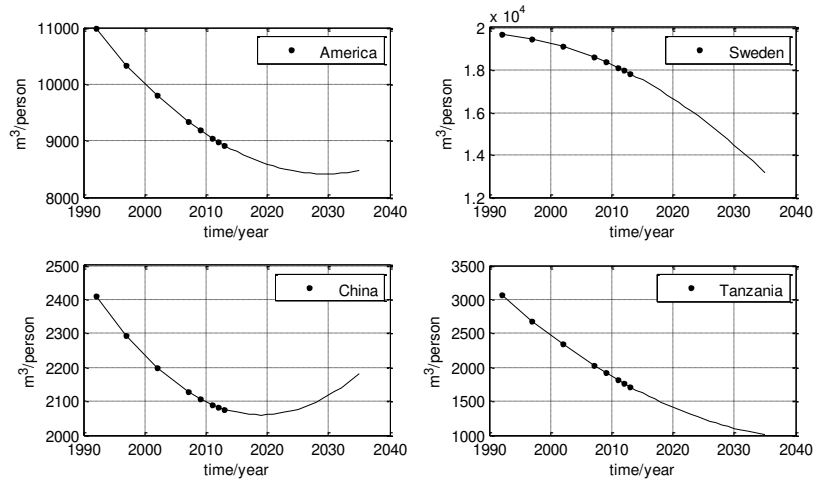 11000
10000
9000
8000
m³/person
America
1990 2000 2010 2020 2030 2040
time/year
x 10⁴
2
1.8
1.6
1.4
1.2
m³/person
Sweden
1990 2000 2010 2020 2030 2040
time/year
2500
2400
2300
2200
2100
2000
m³/person
China
1990 2000 2010 2020 2030 2040
time/year
3500
3000
2500
2000
1500
1000
m³/person
Tanzania
1990 2000 2010 2020 2030 2040
time/year